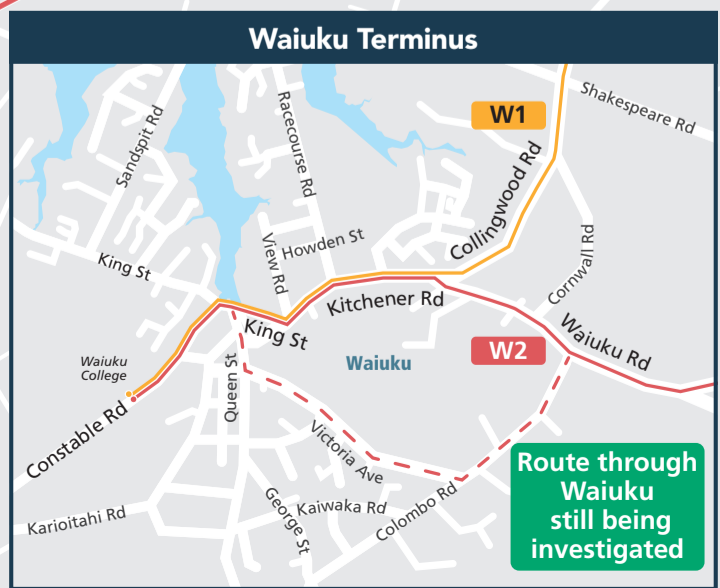 Waiuku Terminus
W1
Shakespeare Rd
Sandspit Rd
Racecourse Rd
Collingwood Rd
Howden St
View Rd
King St
Cornwall Rd
Kitchener Rd
King St
Waiuku Rd
W2
Waiuku
Waiuku
College
Queen St
Constable Rd
Victoria Ave
Route through
Waiuku
still being
investigated
Kaiwaka Rd
Colombo Rd
George St
Karioitahi Rd